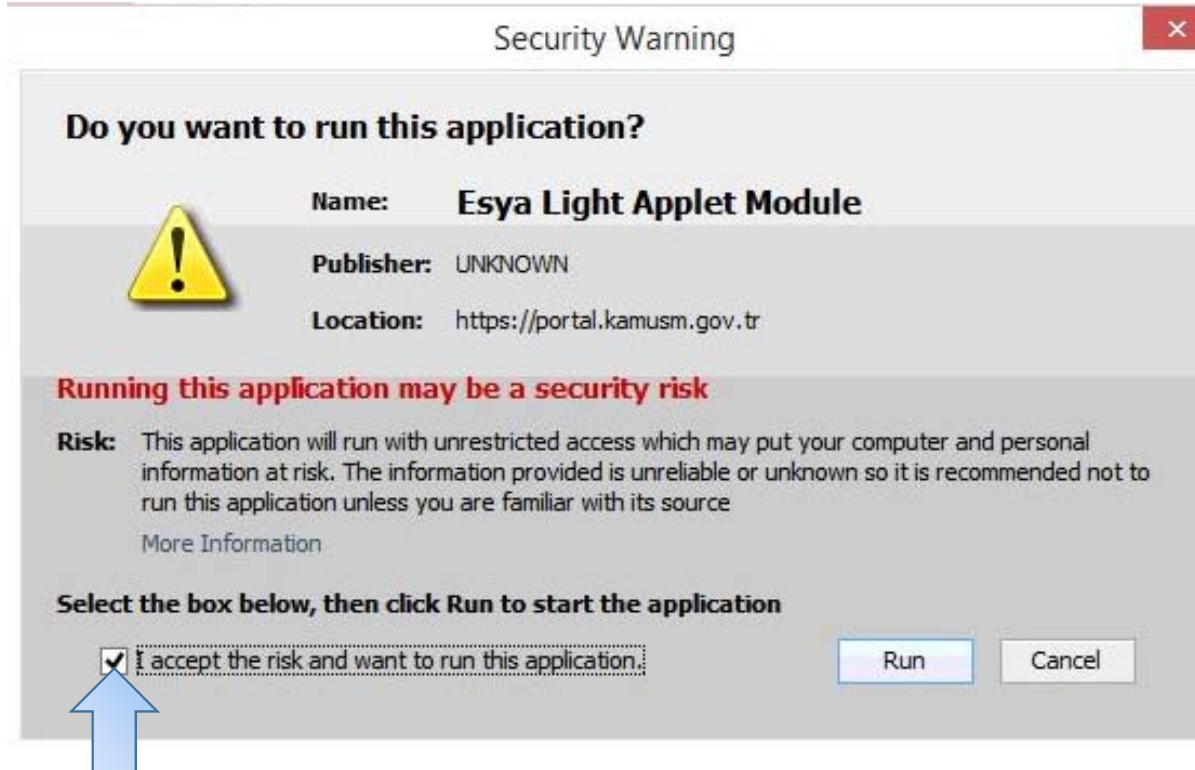 Security Warning
Do you want to run this application?
Name: Esya Light Applet Module
Publisher: UNKNOWN
Location: https://portal.kamusm.gov.tr
Running this application may be a security risk
Risk: This application will run with unrestricted access which may put your computer and personal
information at risk. The information provided is unreliable or unknown so it is recommended not to
run this application unless you are familiar with its source
More Information
Select the box below, then click Run to start the application
I accept the risk and want to run this application.
Run Cancel